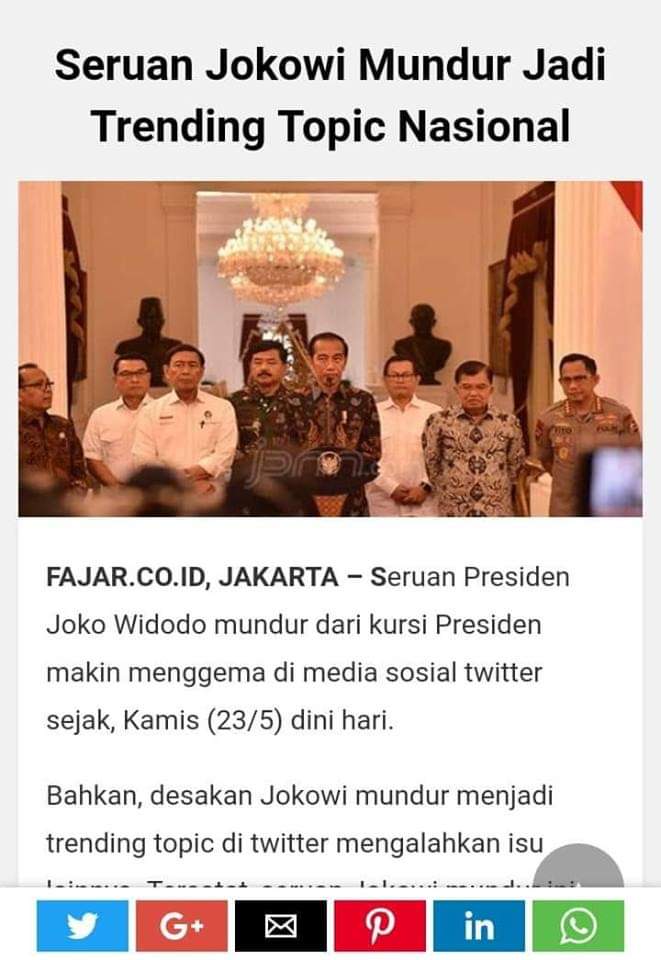 Seruan Jokowi Mundur Jadi
Trending Topic Nasional
FAJAR.CO.ID, JAKARTA – Seruan Presiden
Joko Widodo mundur dari kursi Presiden
makin menggema di media sosial twitter
sejak, Kamis (23/5) dini hari.
Bahkan, desakan Jokowi mundur menjadi
trending topic di twitter mengalahkan isu
G+
in